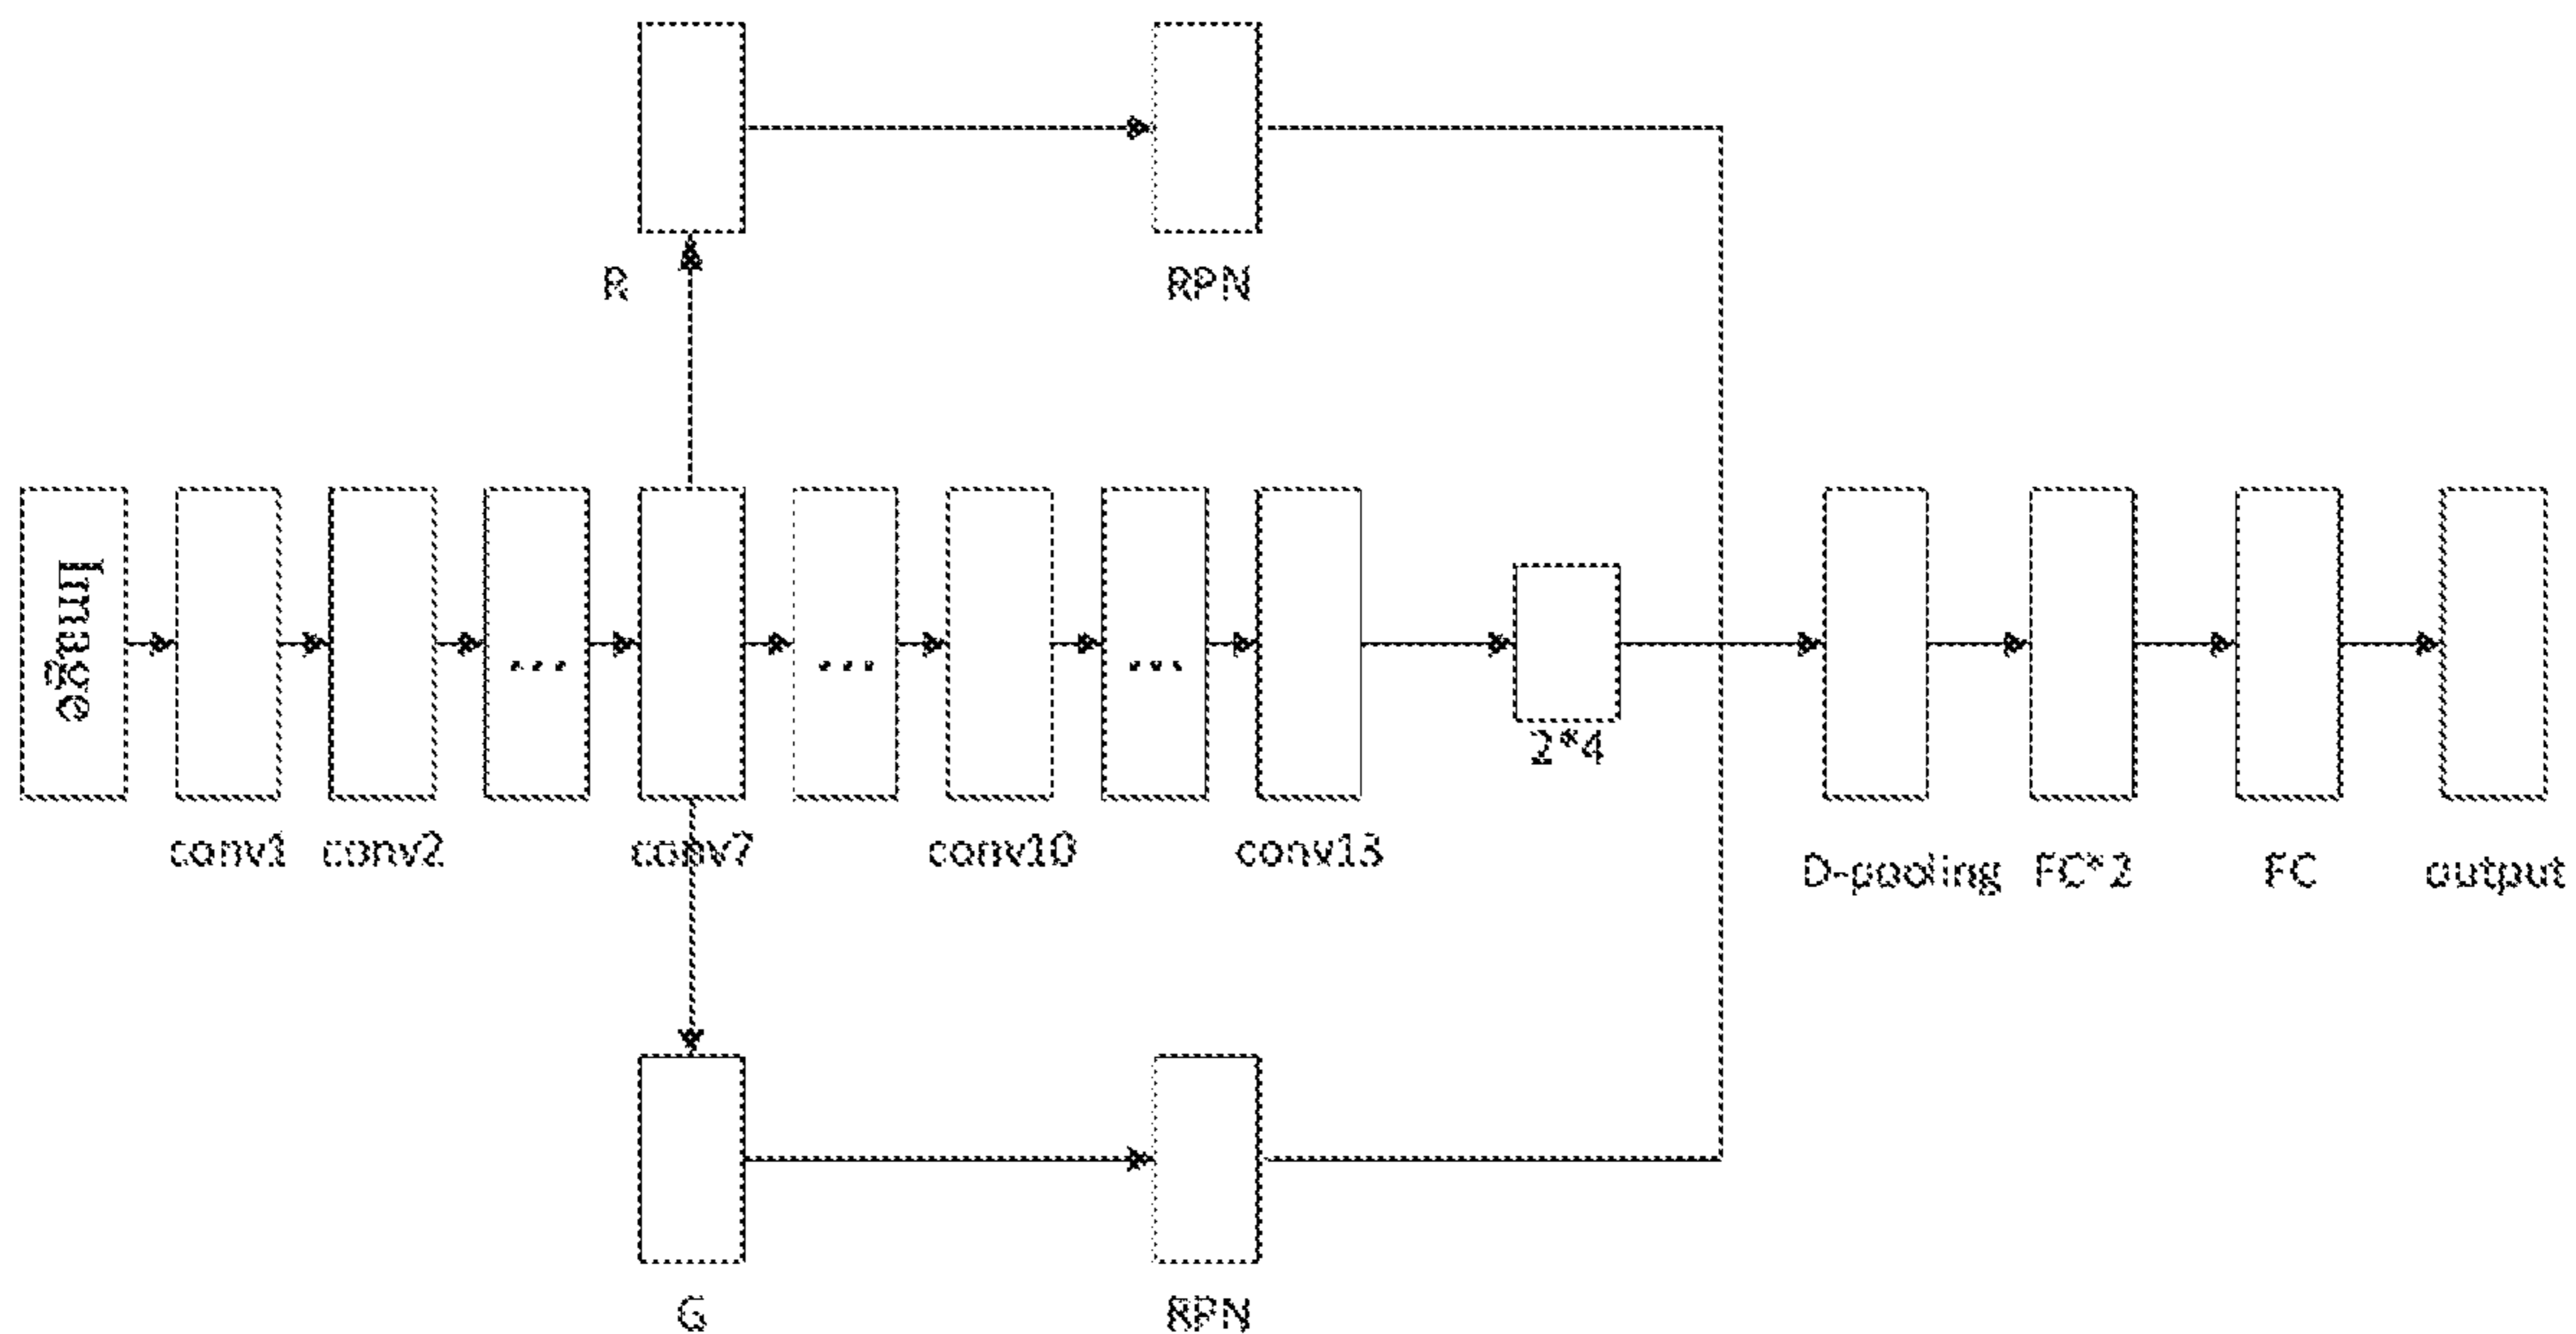 R
RPN
Image
...
...
...
2*4
conv1
conv2
conv7
conv10
conv13
D-pooling
FC*2
FC
output
G
RPN